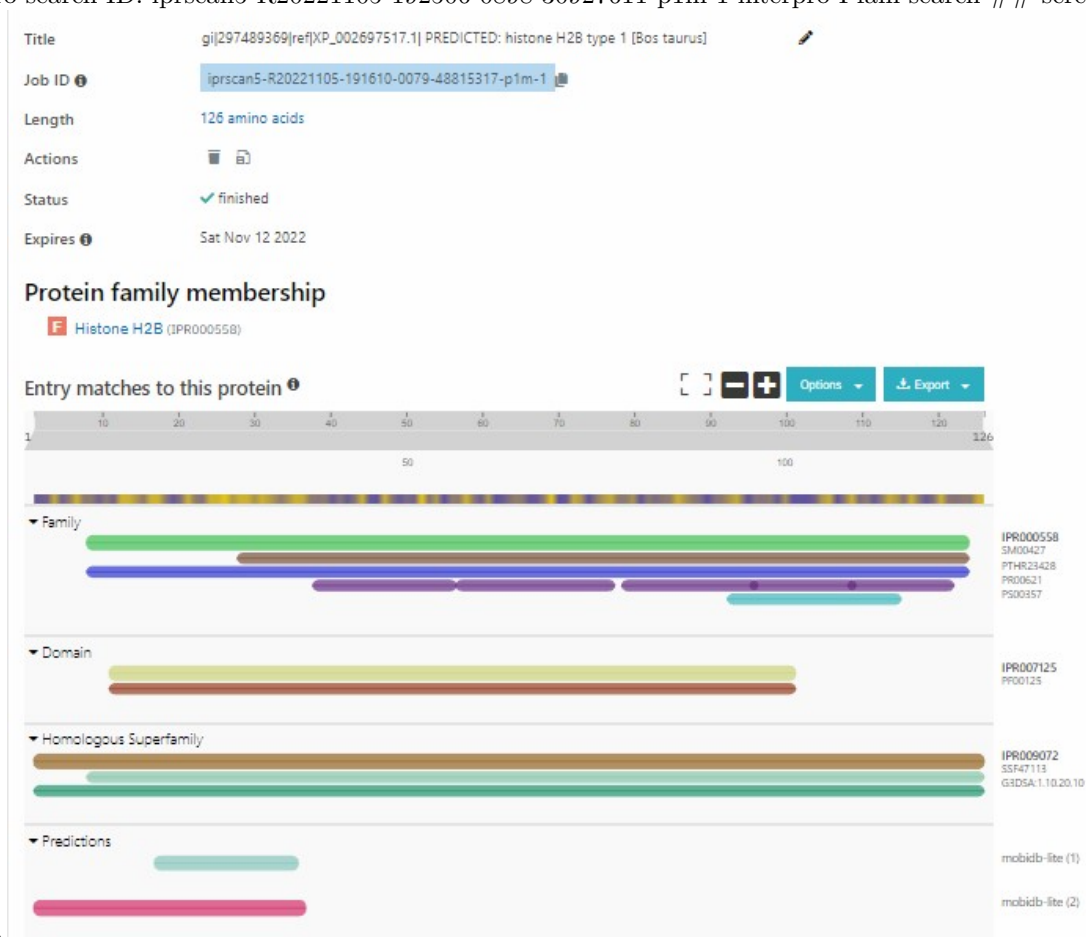 Title gi|297489369|ref|XP_002697517.1| PREDICTED: histone H2B type 1 [Bos taurus]
Job ID iprscan5-R20221105-191610-0079-48815317-p1m-1
Length 126 amino acids
Actions
Status finished
Expires Sat Nov 12 2022
Protein family membership
F Histone H2B (IPR000558)
Entry matches to this protein Options Export
10 20 30 40 50 60 70 80 90 100 110 120
1 126
50 100
Family
IPR000558
SM00427
PTHR23428
PR00621
PS00357
Domain
IPR007125
PF00125
Homologous Superfamily
IPR009072
SSF47113
G3DSA:1.10.20.10
Predictions
mobidb-lite (1)
mobidb-lite (2)